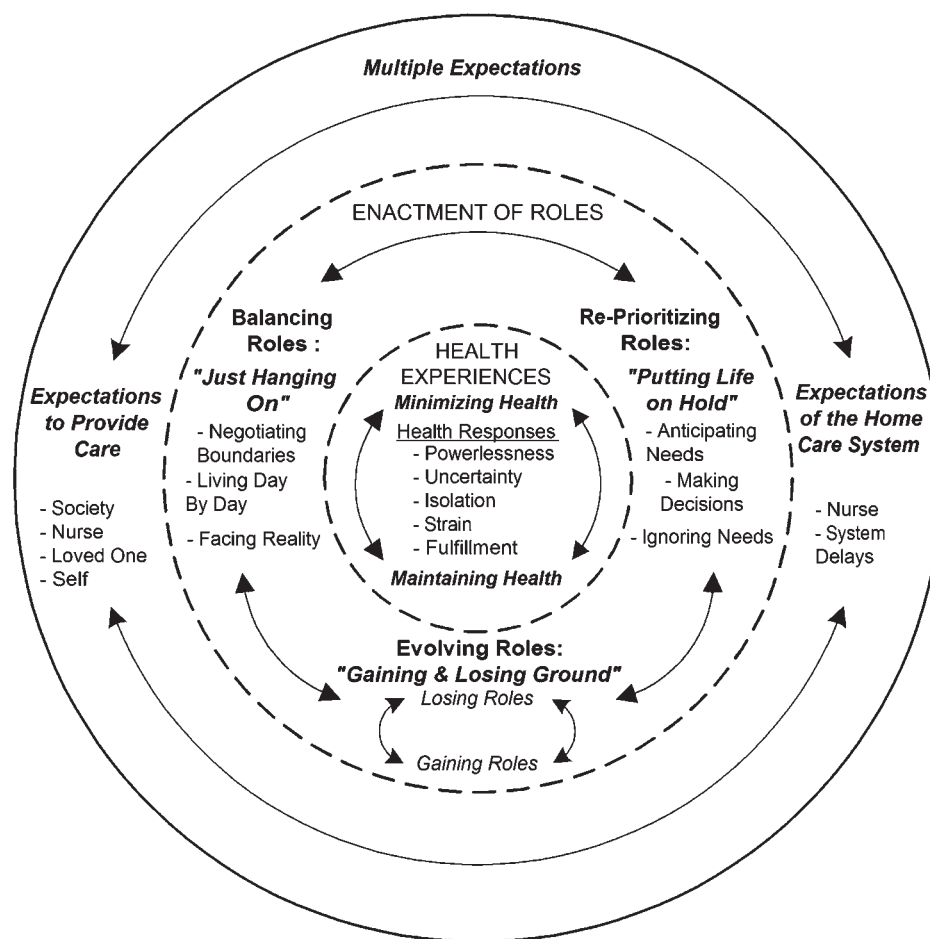 Multiple Expectations
ENACTMENT OF ROLES
Balancing
Roles :
"Just Hanging
On"
- Negotiating
Boundaries
- Living Day
By Day
- Facing Reality
Re-Prioritizing
Roles:
"Putting Life
on Hold"
- Anticipating
Needs
- Making
Decisions
- Ignoring Needs
HEALTH
EXPERIENCES
Minimizing Health
Health Responses
- Powerlessness
- Uncertainty
- Isolation
- Strain
- Fulfillment
Maintaining Health
Expectations
to Provide
Care
- Society
- Nurse
- Loved One
- Self
Expectations
of the Home
Care System
- Nurse
- System
Delays
Evolving Roles:
"Gaining & Losing Ground"
Losing Roles
Gaining Roles